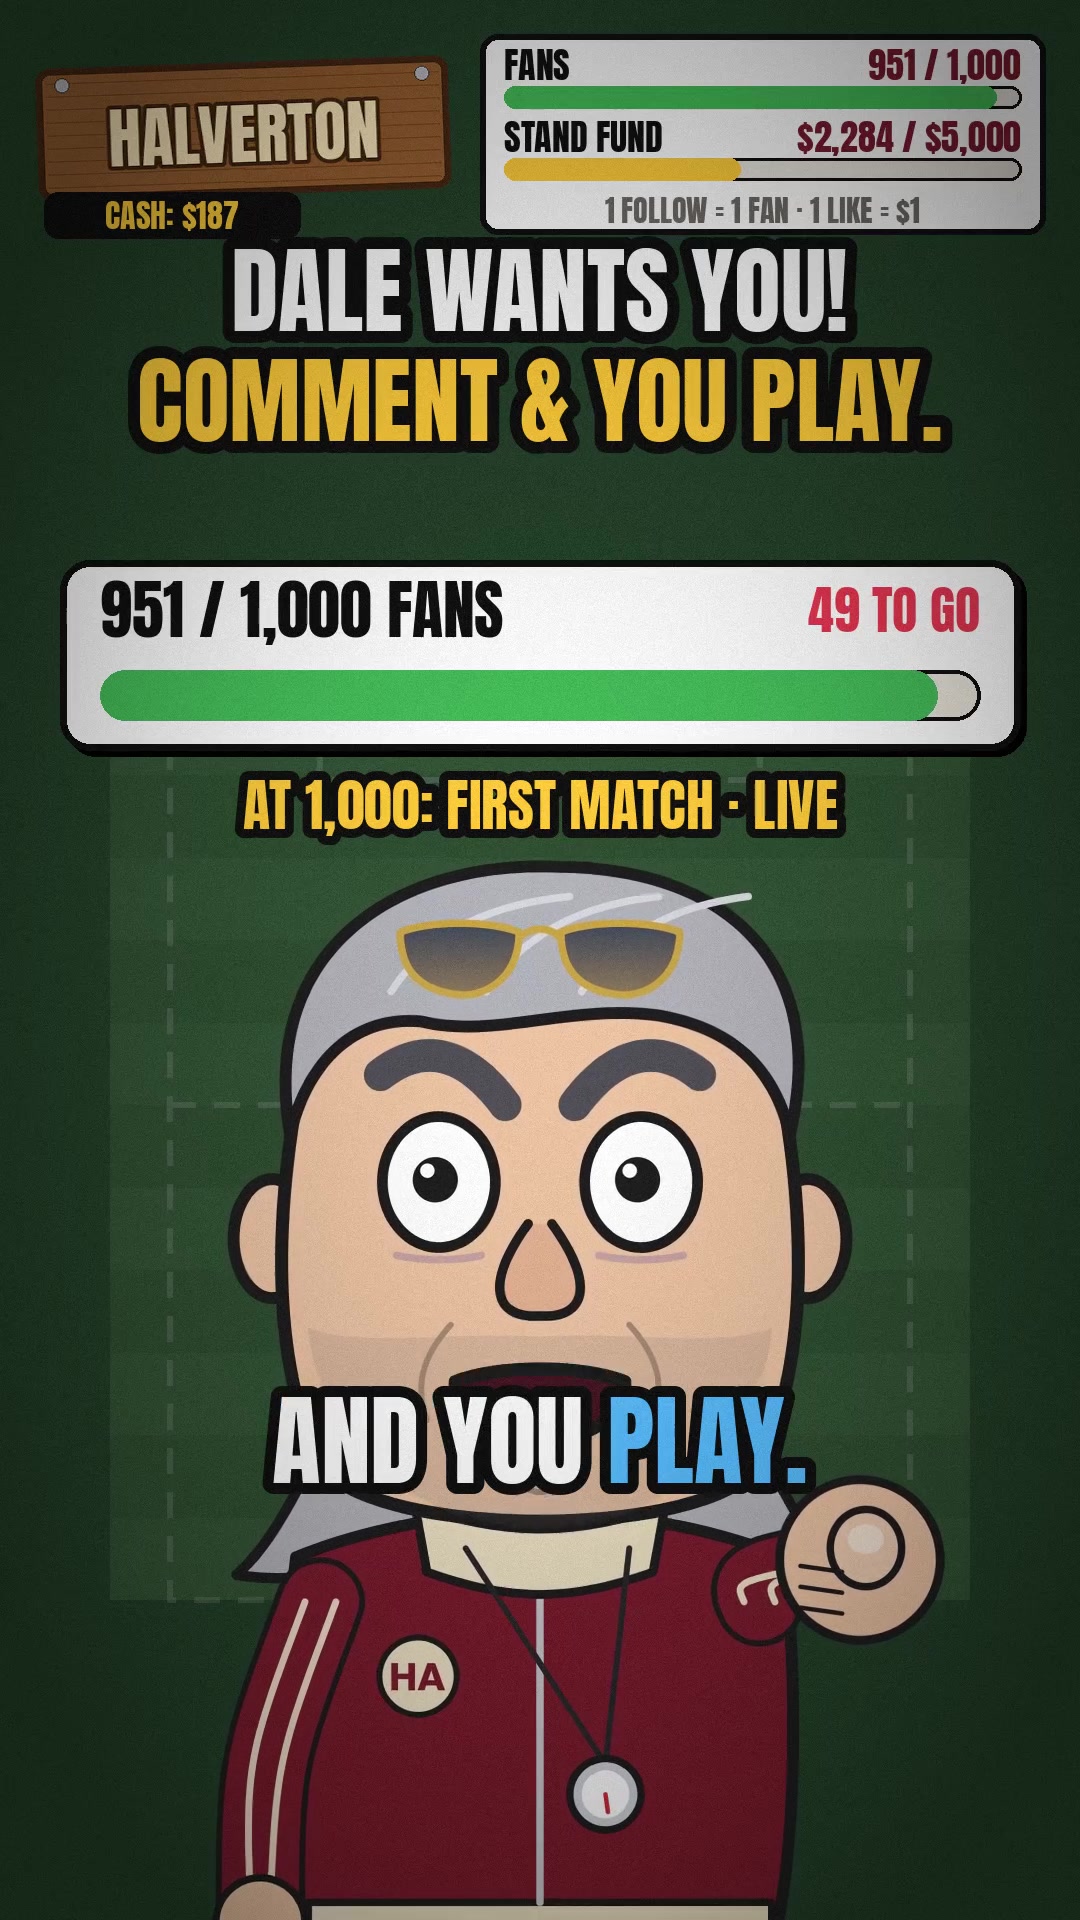 HALVERTON
CASH: $187
FANS 951 / 1,000
STAND FUND $2,284 / $5,000
1 FOLLOW = 1 FAN · 1 LIKE = $1
DALE WANTS YOU!
COMMENT & YOU PLAY.
951 / 1,000 FANS 49 TO GO
AT 1,000: FIRST MATCH · LIVE
AND YOU PLAY.
HA